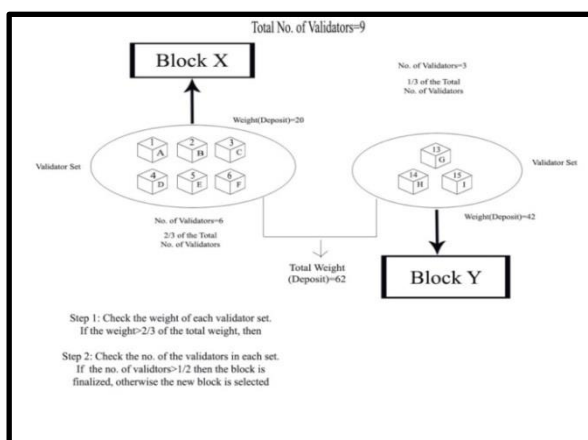 Total No. of Validators=9
Block X
No. of Validators=3
1/3 of the Total
No. of Validators
Weight(Deposit)=20
1 2 3
A B C
4 5 6
D E F
Validator Set
13
G
14 15
H I
Validator Set
No. of Validators=6
2/3 of the Total
No. of Validators
Weight(Deposit)=42
Total Weight
(Deposit)=62
Block Y
Step 1: Check the weight of each validator set.
If the weight>2/3 of the total weight, then
Step 2: Check the no. of the validators in each set.
If the no. of validtors>1/2 then the block is
finalized, otherwise the new block is selected